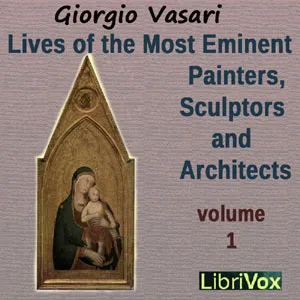 Giorgio Vasari
Lives of the Most Eminent
Painters,
Sculptors
and
Architects
volume
1
LibriVox